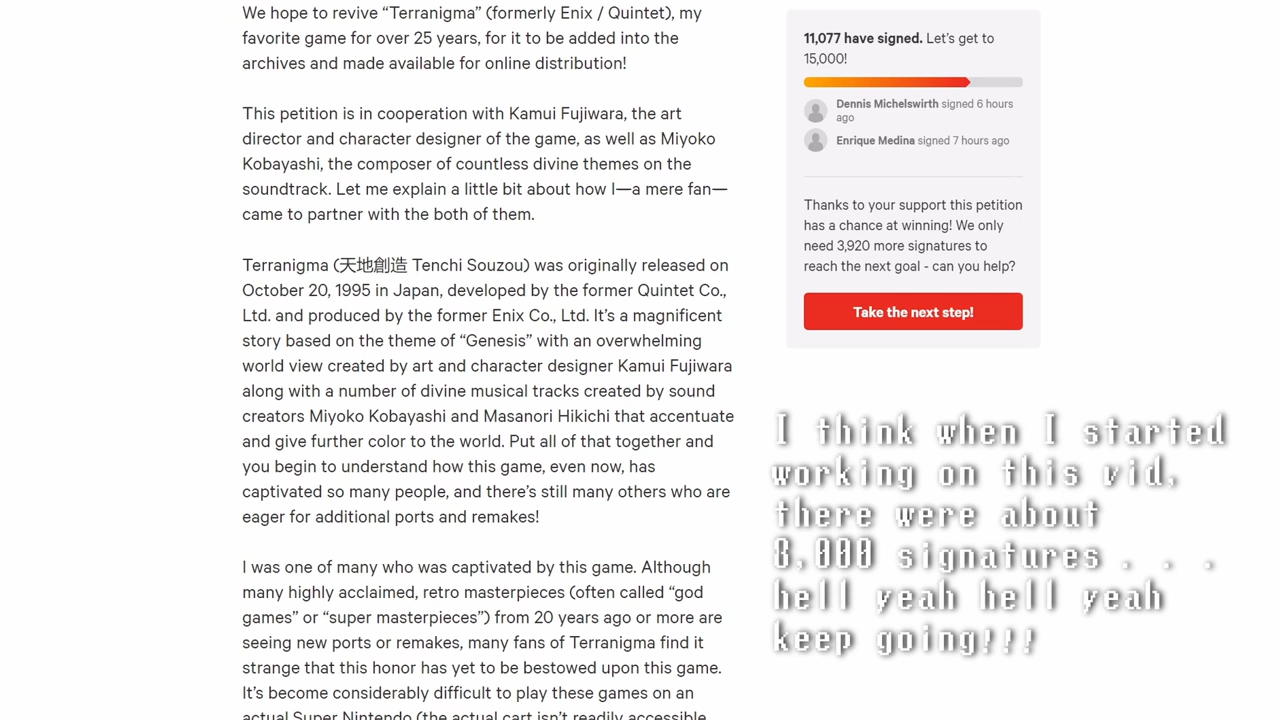 We hope to revive “Terranigma” (formerly Enix / Quintet), my
favorite game for over 25 years, for it to be added into the
archives and made available for online distribution!
This petition is in cooperation with Kamui Fujiwara, the art
director and character designer of the game, as well as Miyoko
Kobayashi, the composer of countless divine themes on the
soundtrack. Let me explain a little bit about how I—a mere fan—
came to partner with the both of them.
Terranigma (天地創造 Tenchi Souzou) was originally released on
October 20, 1995 in Japan, developed by the former Quintet Co.,
Ltd. and produced by the former Enix Co., Ltd. It’s a magnificent
story based on the theme of “Genesis” with an overwhelming
world view created by art and character designer Kamui Fujiwara
along with a number of divine musical tracks created by sound
creators Miyoko Kobayashi and Masanori Hikichi that accentuate
and give further color to the world. Put all of that together and
you begin to understand how this game, even now, has
captivated so many people, and there’s still many others who are
eager for additional ports and remakes!
I was one of many who was captivated by this game. Although
many highly acclaimed, retro masterpieces (often called “god
games” or “super masterpieces”) from 20 years ago or more are
seeing new ports or remakes, many fans of Terranigma find it
strange that this honor has yet to be bestowed upon this game.
It’s become considerably difficult to play these games on an
actual Super Nintendo (the actual cart isn’t readily accessible
11,077 have signed. Let’s get to
15,000!
Dennis Michelswirth signed 6 hours
ago
Enrique Medina signed 7 hours ago
Thanks to your support this petition
has a chance at winning! We only
need 3,920 more signatures to
reach the next goal - can you help?
Take the next step!
I think when I started
working on this vid,
there were about
8,000 signatures . . .
hell yeah hell yeah
keep going!!!